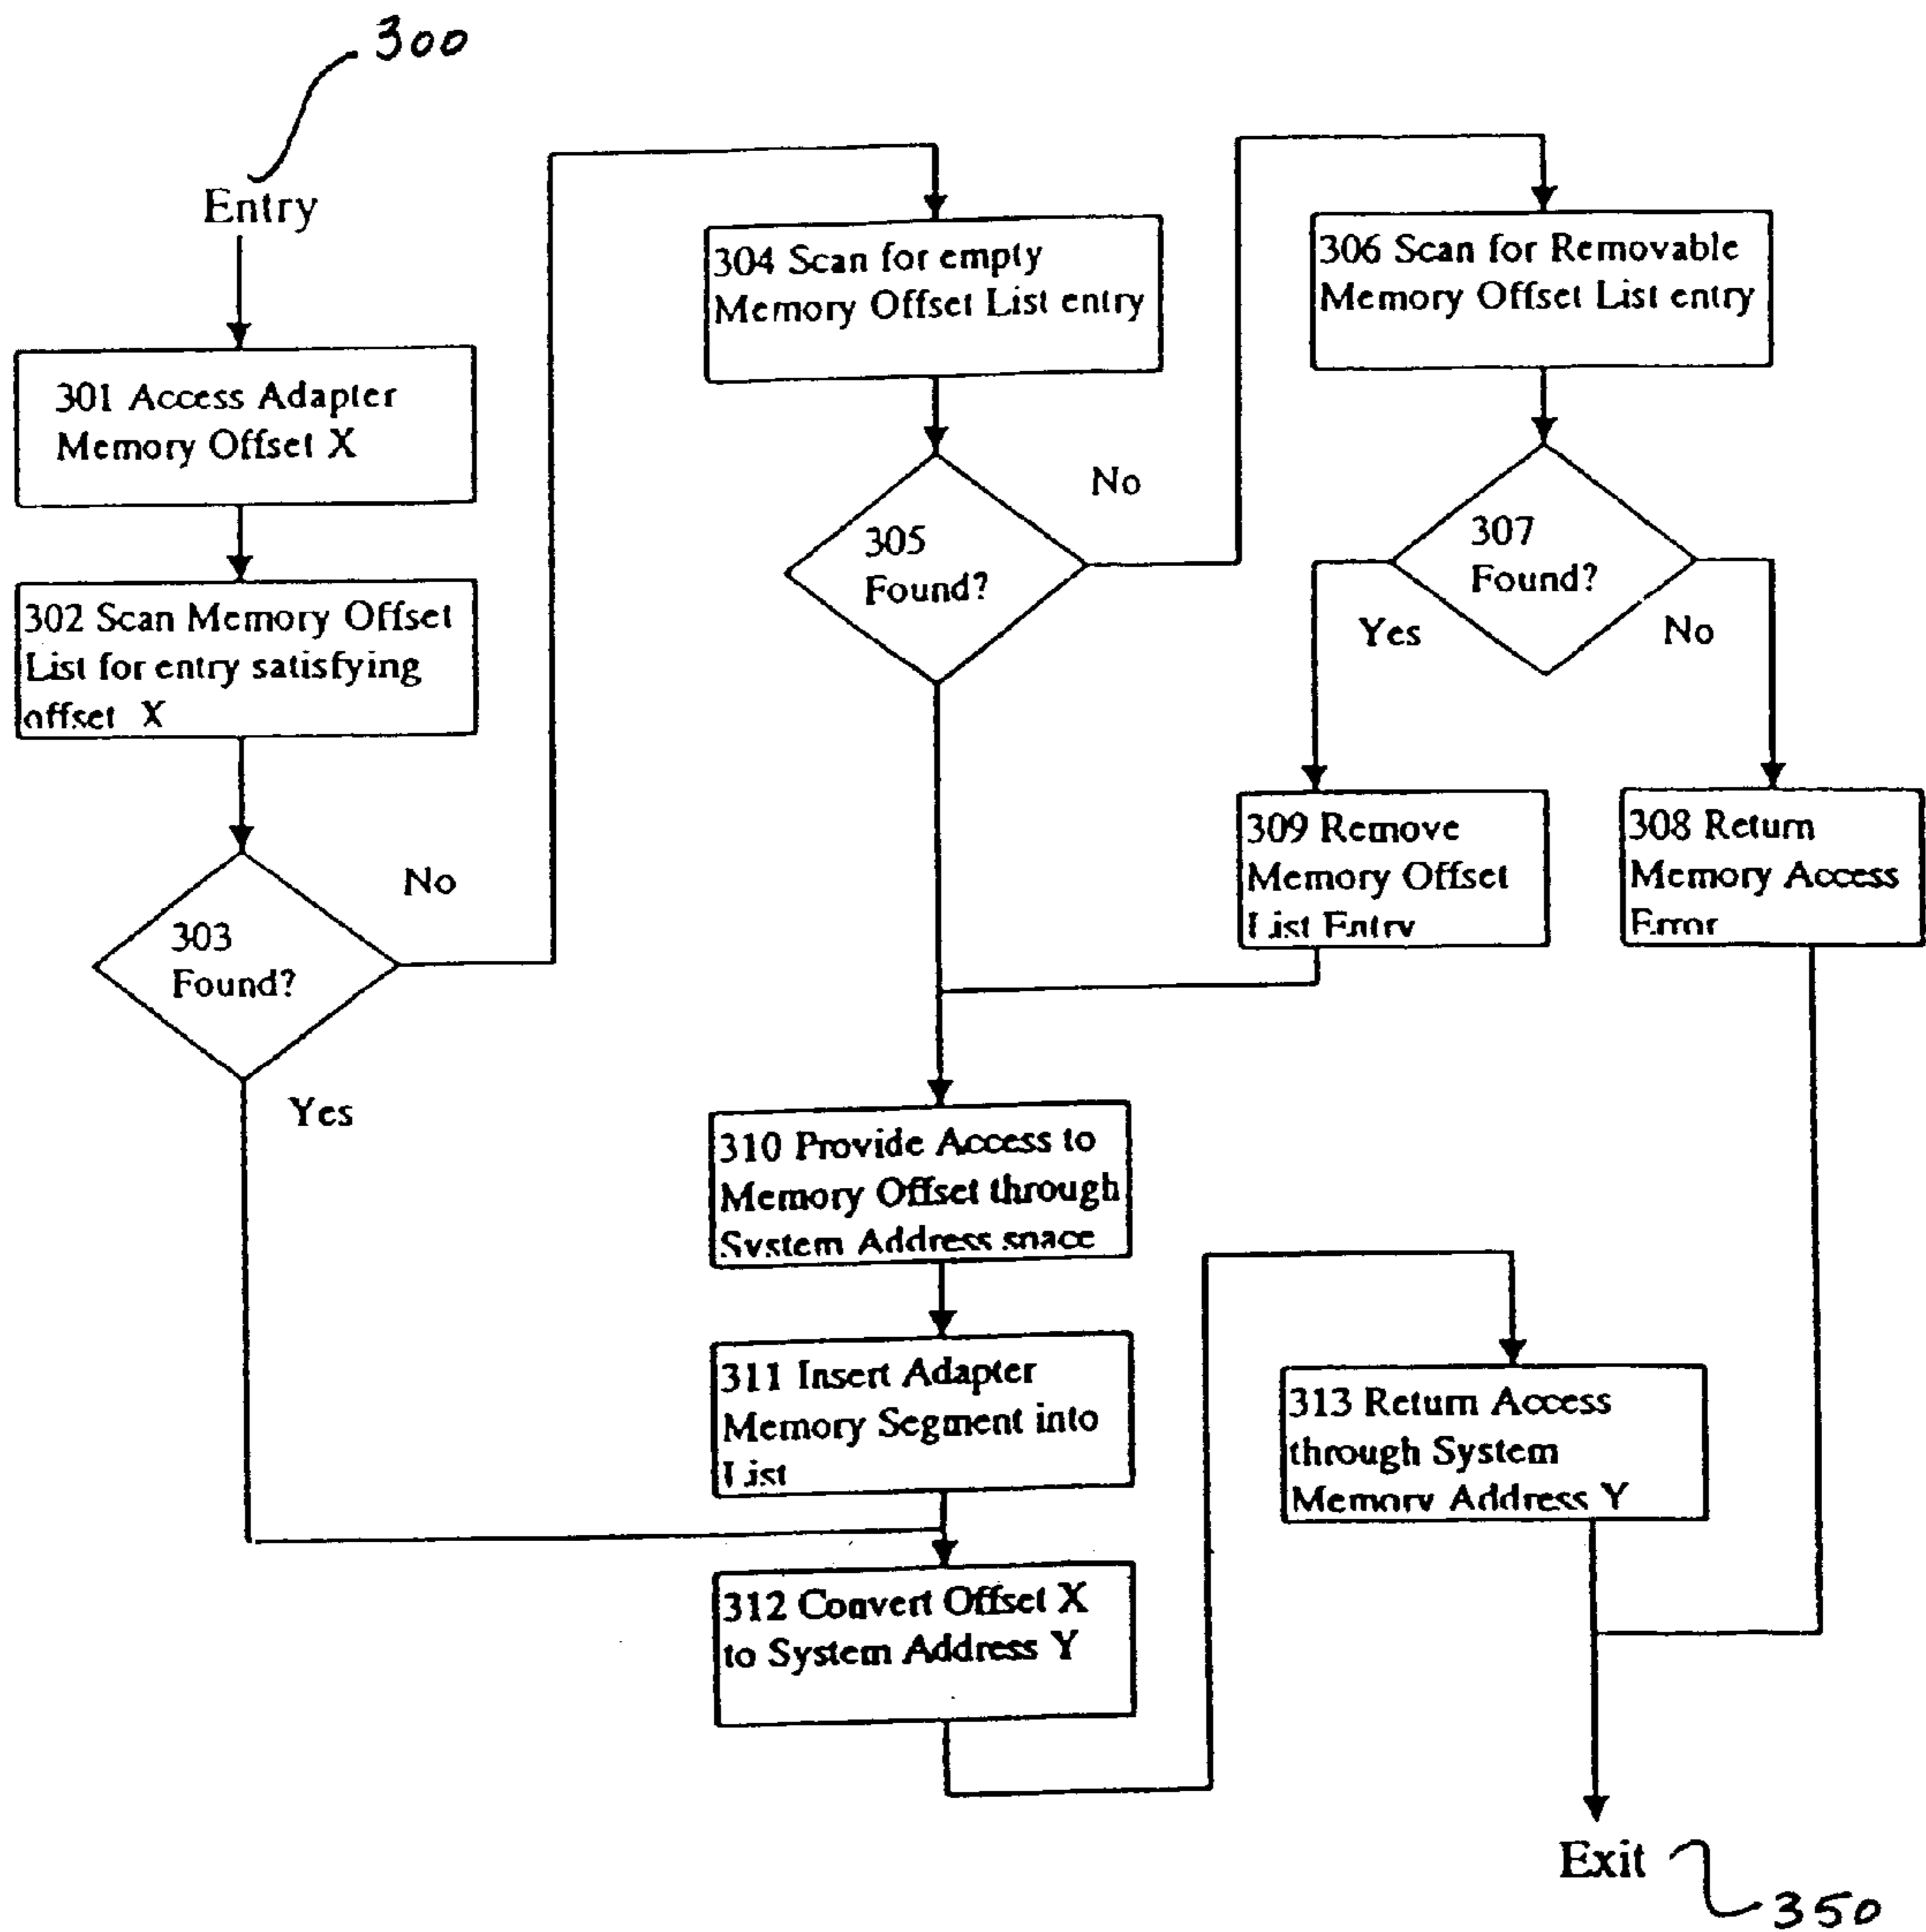 300
Entry
301 Access Adapter
Memory Offset X
302 Scan Memory Offset
List for entry satisfying
offset X
303
Found?
No
Yes
304 Scan for empty
Memory Offset List entry
305
Found?
No
306 Scan for Removable
Memory Offset List entry
307
Found?
Yes
No
309 Remove
Memory Offset
List Entry
308 Return
Memory Access
Error
310 Provide Access to
Memory Offset through
System Address space
311 Insert Adapter
Memory Segment into
List
312 Convert Offset X
to System Address Y
313 Return Access
through System
Memory Address Y
Exit
350